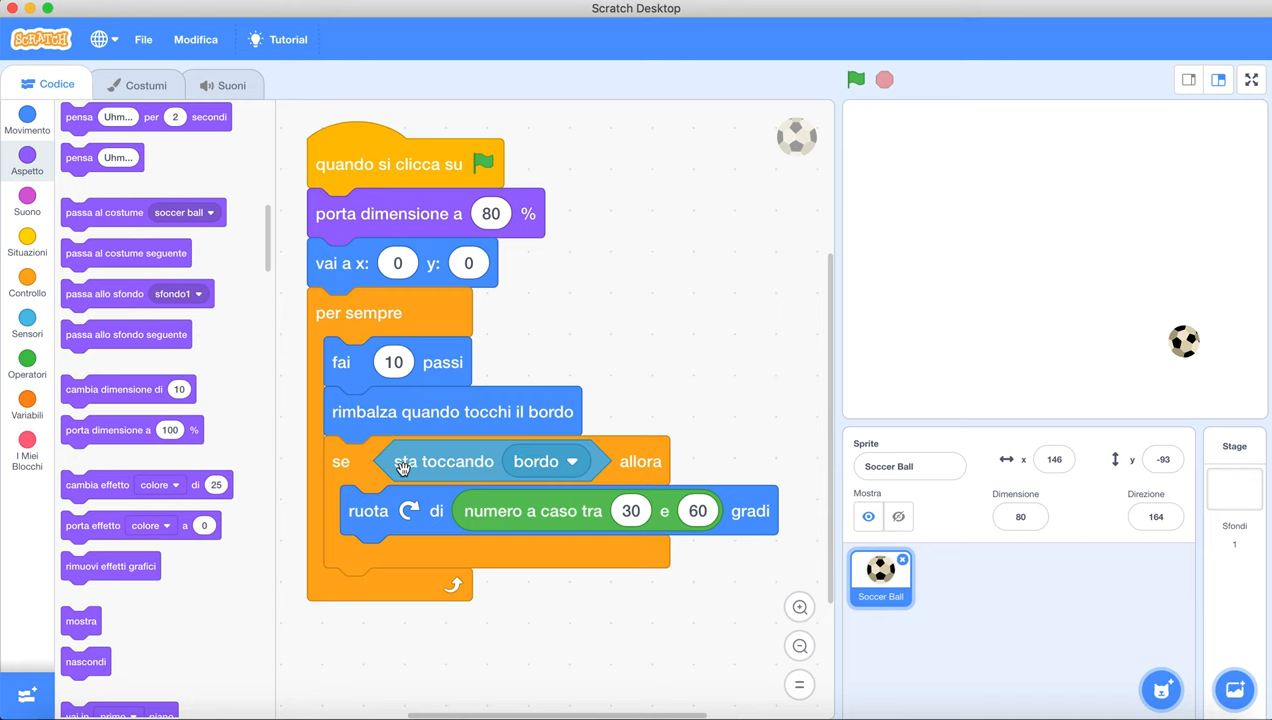 Scratch Desktop
SCRATCH
File
Modifica
Tutorial
Codice
Costumi
Suoni
Movimento
Aspetto
Suono
Situazioni
Controllo
Sensori
Operatori
Variabili
I Miei
Blocchi
pensa Uhm... per 2 secondi
pensa Uhm...
passa al costume soccer ball
passa al costume seguente
passa allo sfondo sfondo1
passa allo sfondo seguente
cambia dimensione di 10
porta dimensione a 100 %
cambia effetto colore di 25
porta effetto colore a 0
rimuovi effetti grafici
mostra
nascondi
vai in primo piano
quando si clicca su
porta dimensione a 80 %
vai a x: 0 y: 0
per sempre
fai 10 passi
rimbalza quando tocchi il bordo
se sta toccando bordo allora
ruota di numero a caso tra 30 e 60 gradi
Sprite
Soccer Ball
x 146
y -93
Mostra
Dimensione
80
Direzione
164
Soccer Ball
Stage
Sfondi
1